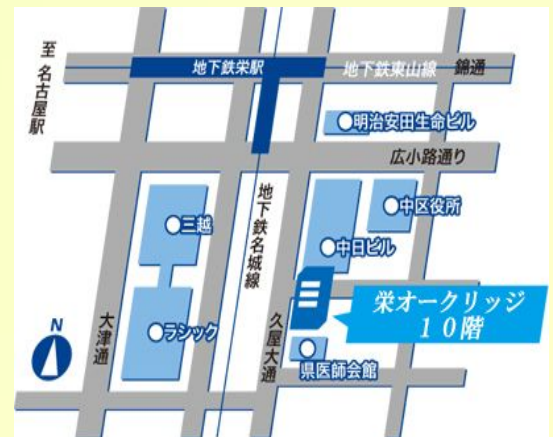 至 名古屋駅
地下鉄栄駅
地下鉄東山線
錦通
明治安田生命ビル
広小路通り
中区役所
三越
地下鉄名城線
中日ビル
栄オークリッジ
10階
N
大津通
ラシック
久屋大通
県医師会館